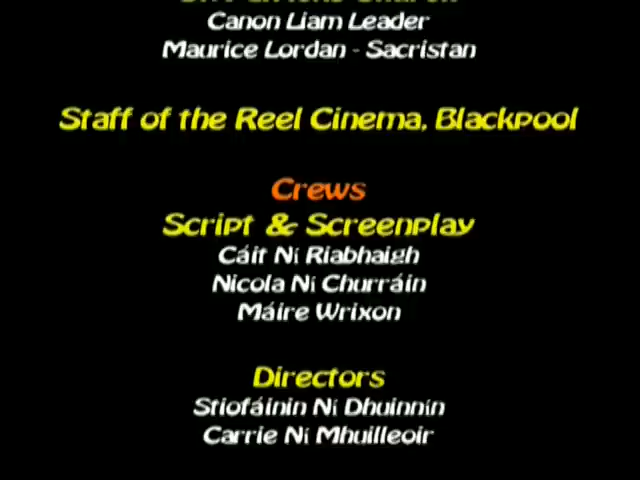 Canon Liam Leader
Maurice Lordan - Sacristan
Staff of the Reel Cinema, Blackpool
Crews
Script & Screenplay
Cáit Ní Riabhaigh
Nicola Ní Churráin
Máire Wrixon
Directors
Stiofáinin Ní Dhuinnín
Carrie Ní Mhuilleoir